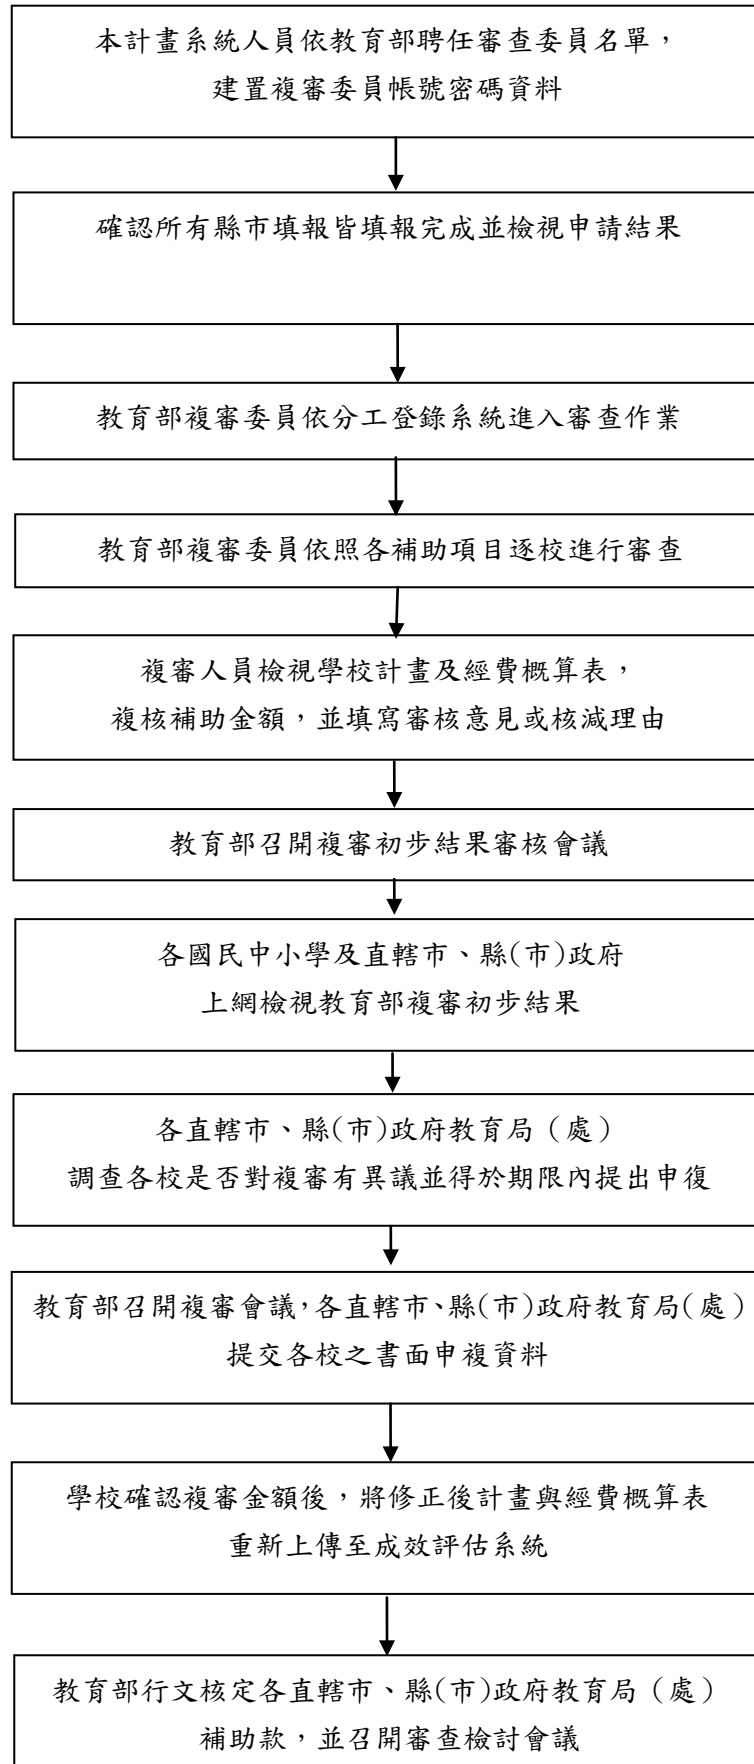 本計畫系統人員依教育部聘任審查委員名單，
建置複審委員帳號密碼資料
確認所有縣市填報皆填報完成並檢視申請結果
教育部複審委員依分工登錄系統進入審查作業
教育部複審委員依照各補助項目逐校進行審查
複審人員檢視學校計畫及經費概算表，
複核補助金額，並填寫審核意見或核減理由
教育部召開複審初步結果審核會議
各國民中小學及直轄市、縣(市)政府
上網檢視教育部複審初步結果
各直轄市、縣(市)政府教育局（處）
調查各校是否對複審有異議並得於期限內提出申復
教育部召開複審會議，各直轄市、縣(市)政府教育局(處)
提交各校之書面申複資料
學校確認複審金額後，將修正後計畫與經費概算表
重新上傳至成效評估系統
教育部行文核定各直轄市、縣(市)政府教育局（處）
補助款，並召開審查檢討會議